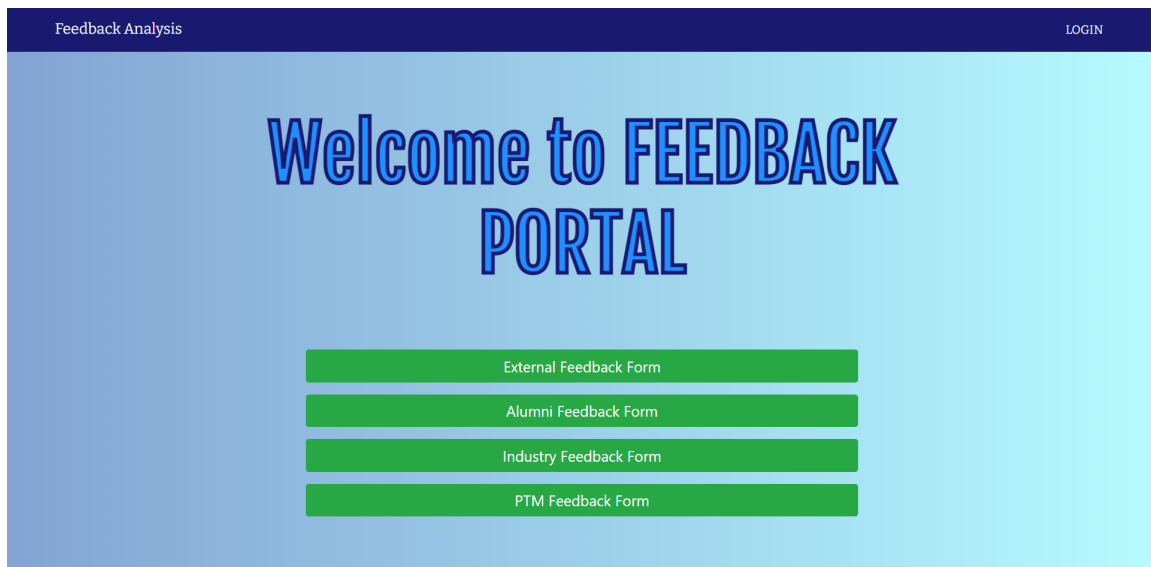 Feedback Analysis
LOGIN
Welcome to FEEDBACK
PORTAL
External Feedback Form
Alumni Feedback Form
Industry Feedback Form
PTM Feedback Form